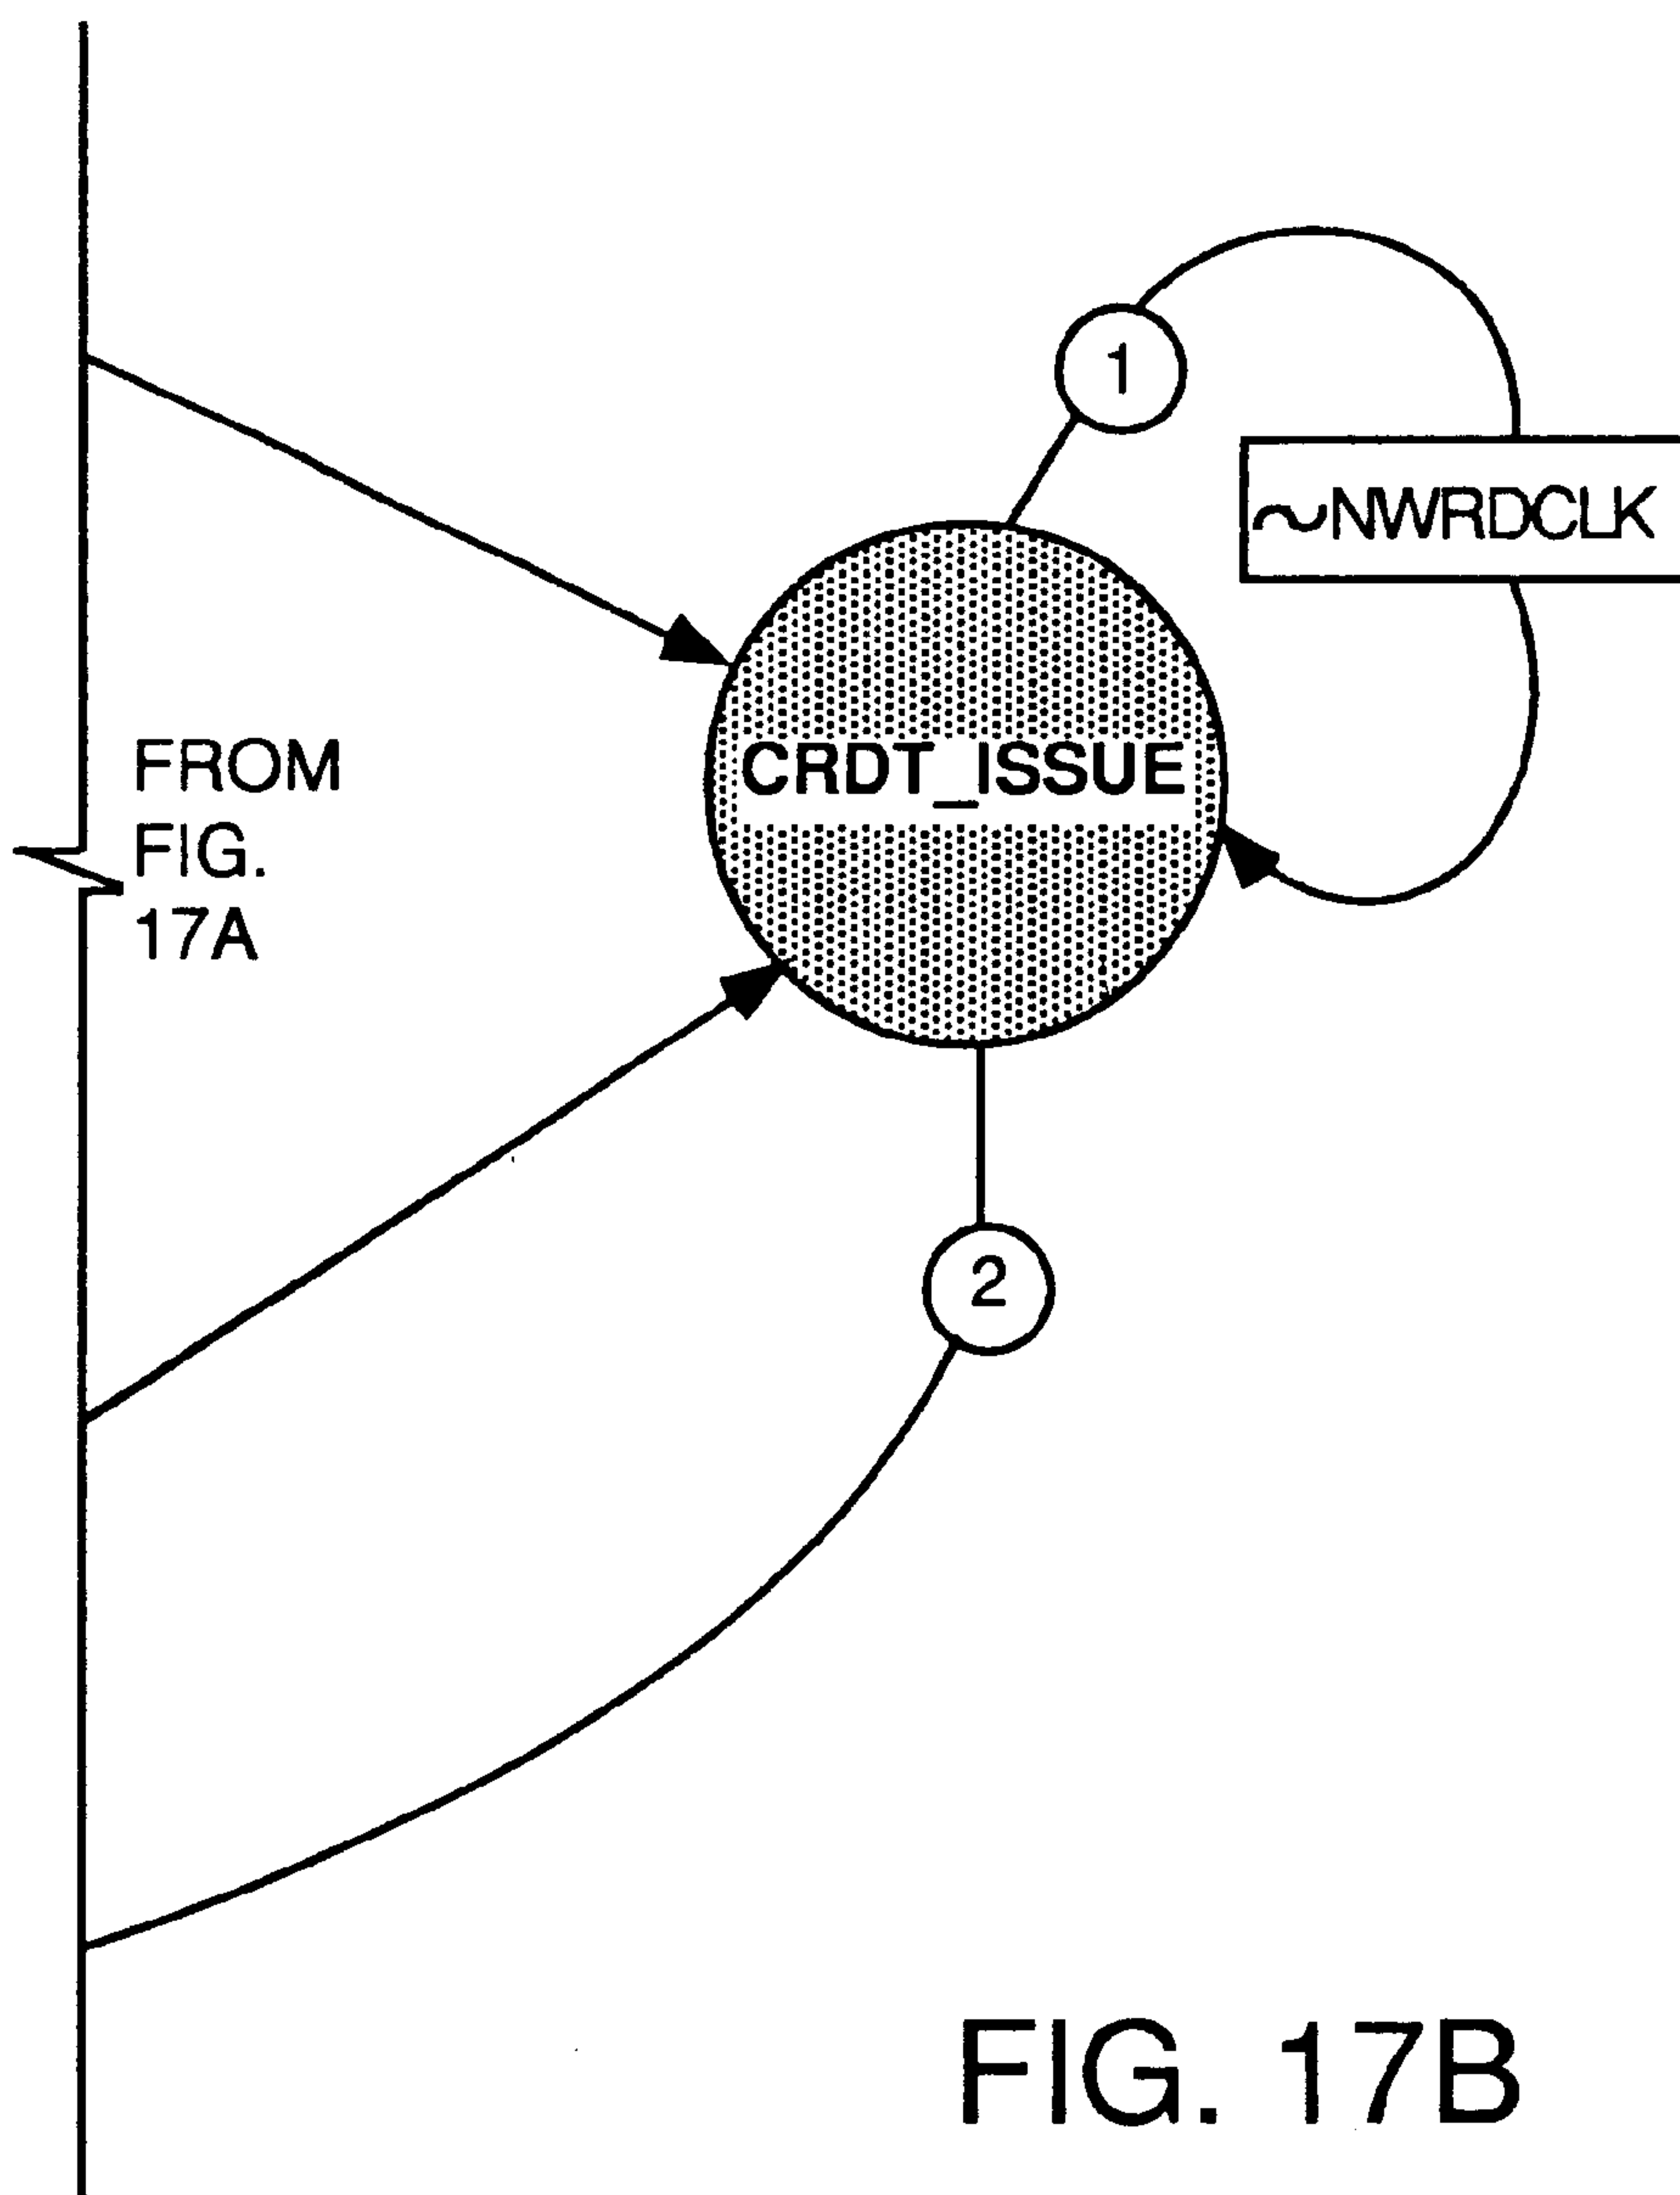 1
~NWRDCLK
CRDT_ISSUE
FROM
FIG.
17A
2
FIG. 17B